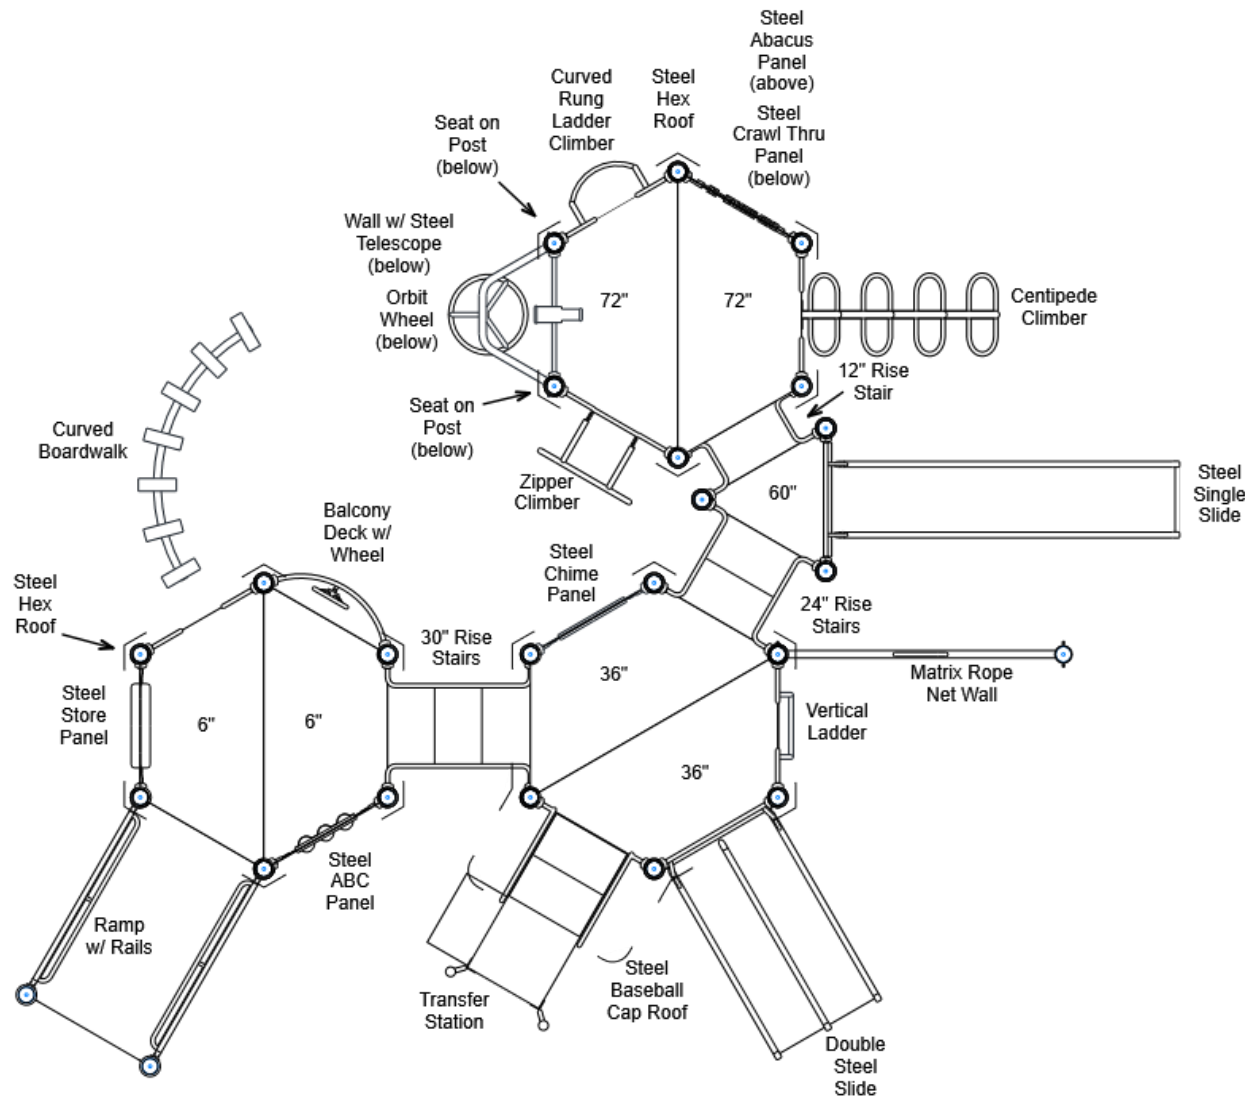 Steel
Abacus
Panel
(above)
Curved
Rung
Ladder
Climber
Steel
Hex
Roof
Steel
Crawl Thru
Panel
(below)
Seat on
Post
(below)
Wall w/ Steel
Telescope
(below)
Orbit
Wheel
(below)
72"
72"
Centipede
Climber
12" Rise
Stair
Seat on
Post
(below)
Curved
Boardwalk
Zipper
Climber
60"
Steel
Single
Slide
Balcony
Deck w/
Wheel
Steel
Chime
Panel
Steel
Hex
Roof
24" Rise
Stairs
30" Rise
Stairs
36"
Matrix Rope
Net Wall
Steel
Store
Panel
6"
6"
Vertical
Ladder
36"
Steel
ABC
Panel
Ramp
w/ Rails
Transfer
Station
Steel
Baseball
Cap Roof
Double
Steel
Slide